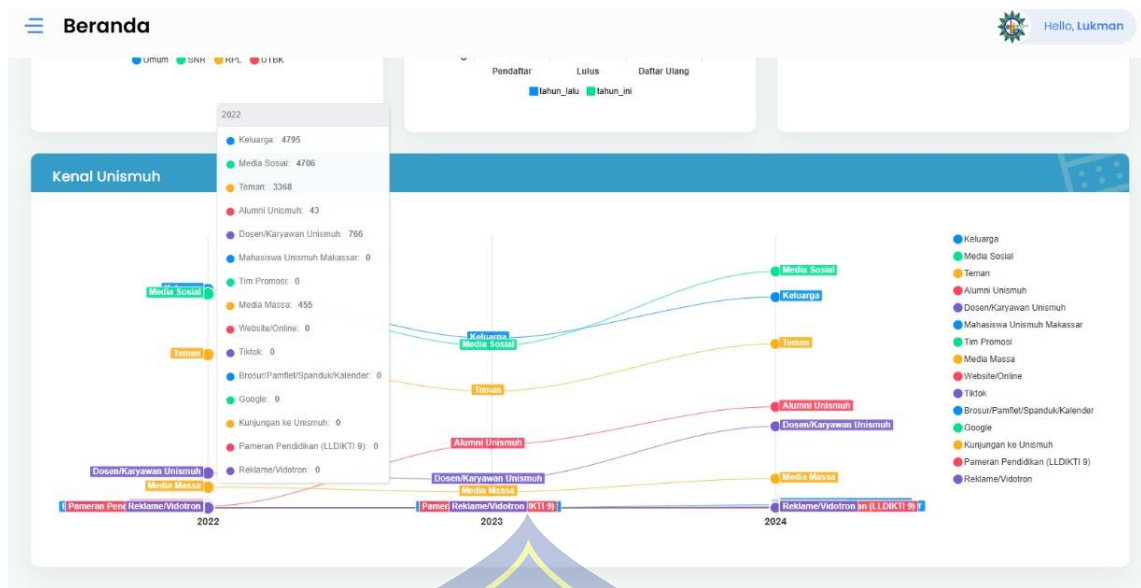 Beranda
Hello, Lukman
Umum SNR RPL UTBK
Pendaftar Lulus Daftar Ulang
tahun_lalu tahun_ini
2022
Keluarga: 4795
Media Sosial: 4706
Teman: 3368
Alumni Unismuh: 43
Dosen/Karyawan Unismuh: 766
Mahasiswa Unismuh Makassar: 0
Tim Promosi: 0
Media Massa: 455
Website/Online: 0
Tiktok: 0
Brosur/Pamflet/Spanduk/Kalender: 0
Google: 0
Kunjungan ke Unismuh: 0
Pameran Pendidikan (LLDIKTI 9): 0
Reklame/Vidotron: 0
Kenal Unismuh
Media Sosial
Teman
Dosen/Karyawan Unismuh
Media Massa
Reklame/Vidotron
2022
Keluarga
Media Sosial
Teman
Alumni Unismuh
Dosen/Karyawan Unismuh
Media Massa
Reklame/Vidotron
2023
Media Sosial
Keluarga
Teman
Alumni Unismuh
Dosen/Karyawan Unismuh
Media Massa
Reklame/Vidotron
2024
Keluarga
Media Sosial
Teman
Alumni Unismuh
Dosen/Karyawan Unismuh
Mahasiswa Unismuh Makassar
Tim Promosi
Media Massa
Website/Online
Tiktok
Brosur/Pamflet/Spanduk/Kalender
Google
Kunjungan ke Unismuh
Pameran Pendidikan (LLDIKTI 9)
Reklame/Vidotron